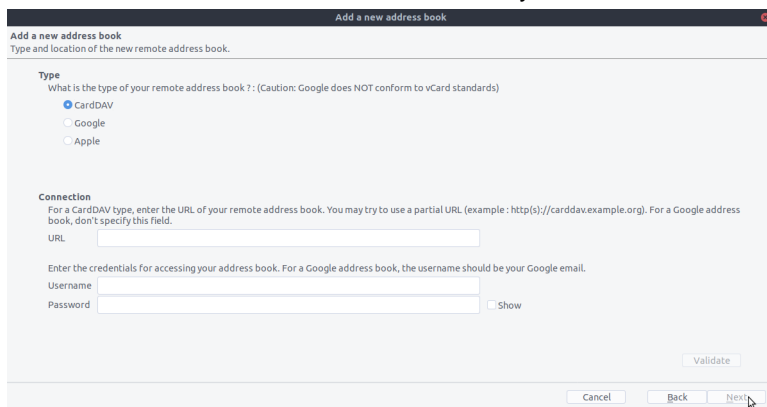 Add a new address book
Add a new address book
Type and location of the new remote address book.
Type
What is the type of your remote address book ? : (Caution: Google does NOT conform to vCard standards)
CardDAV
Google
Apple
Connection
For a CardDAV type, enter the URL of your remote address book. You may try to use a partial URL (example : http(s)://carddav.example.org). For a Google address
book, don't specify this field.
URL
Enter the credentials for accessing your address book. For a Google address book, the username should be your Google email.
Username
Password
Show
Validate
Cancel Back Next